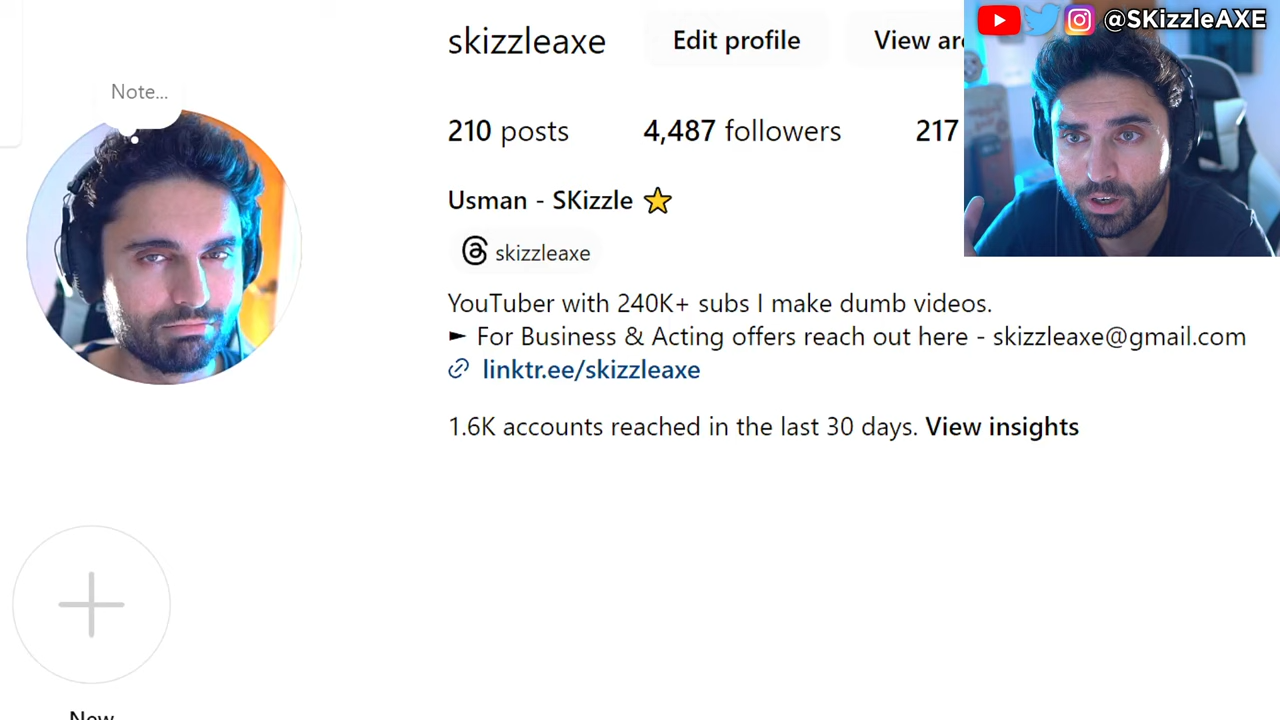 @SKizzleAXE
skizzleaxe Edit profile View arc
Note...
210 posts 4,487 followers 217
Usman - SKizzle ⭐
skizzleaxe
YouTuber with 240K+ subs I make dumb videos.
► For Business & Acting offers reach out here - skizzleaxe@gmail.com
linktr.ee/skizzleaxe
1.6K accounts reached in the last 30 days. View insights
New